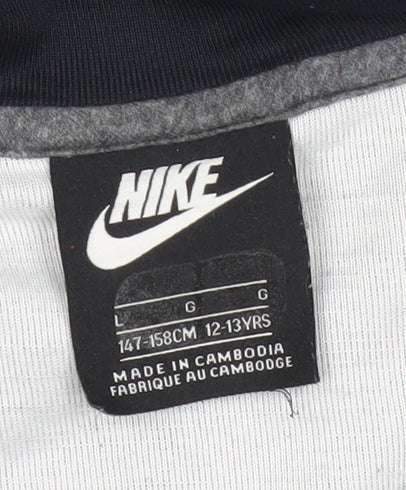 NIKE
L G G
147-158CM 12-13YRS
MADE IN CAMBODIA
FABRIQUE AU CAMBODGE